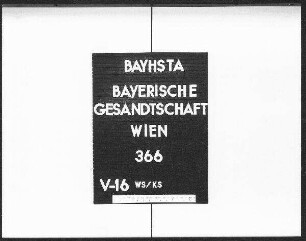 BAYHSTA
BAYERISCHE
GESANDTSCHAFT
WIEN
366
V-16 WS/KS